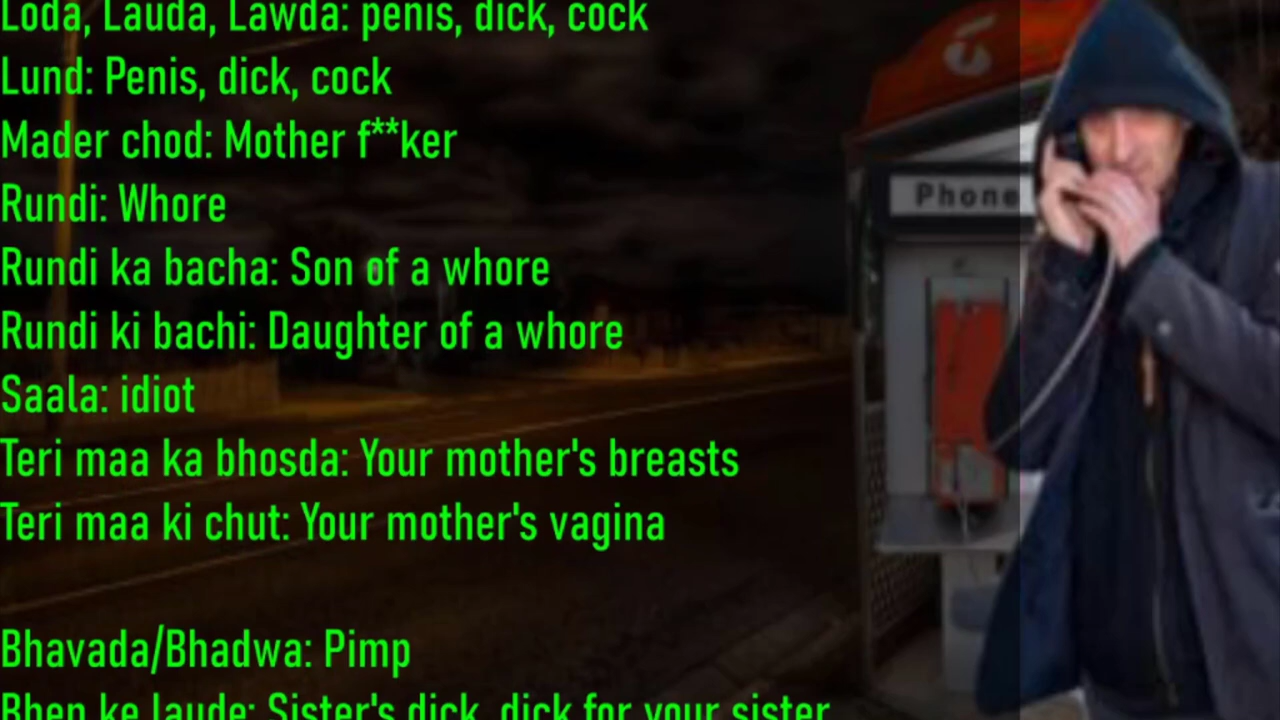 Loda, Lauda, Lawda: penis, dick, cock
Lund: Penis, dick, cock
Mader chod: Mother f**ker
Rundi: Whore
Rundi ka bacha: Son of a whore
Rundi ki bachi: Daughter of a whore
Saala: idiot
Teri maa ka bhosda: Your mother's breasts
Teri maa ki chut: Your mother's vagina
Bhavada/Bhadwa: Pimp
Bhen ke laude: Sister's dick, dick for your sister
Phone